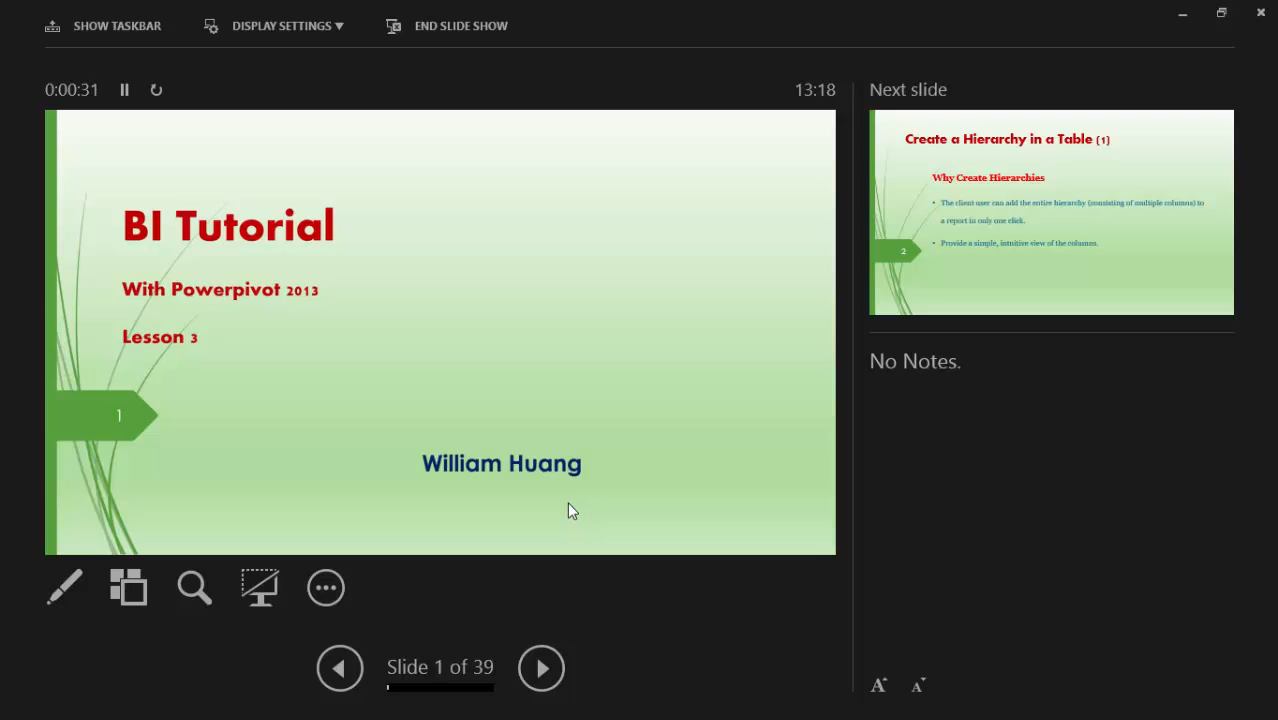 SHOW TASKBAR DISPLAY SETTINGS ▼ END SLIDE SHOW
0:00:31
13:18
BI Tutorial
With Powerpivot 2013
Lesson 3
1
William Huang
Slide 1 of 39
Next slide
Create a Hierarchy in a Table (1)
Why Create Hierarchies
• The client user can add the entire hierarchy (consisting of multiple columns) to
a report in only one click.
• Provide a simple, intuitive view of the columns.
2
No Notes.
A A